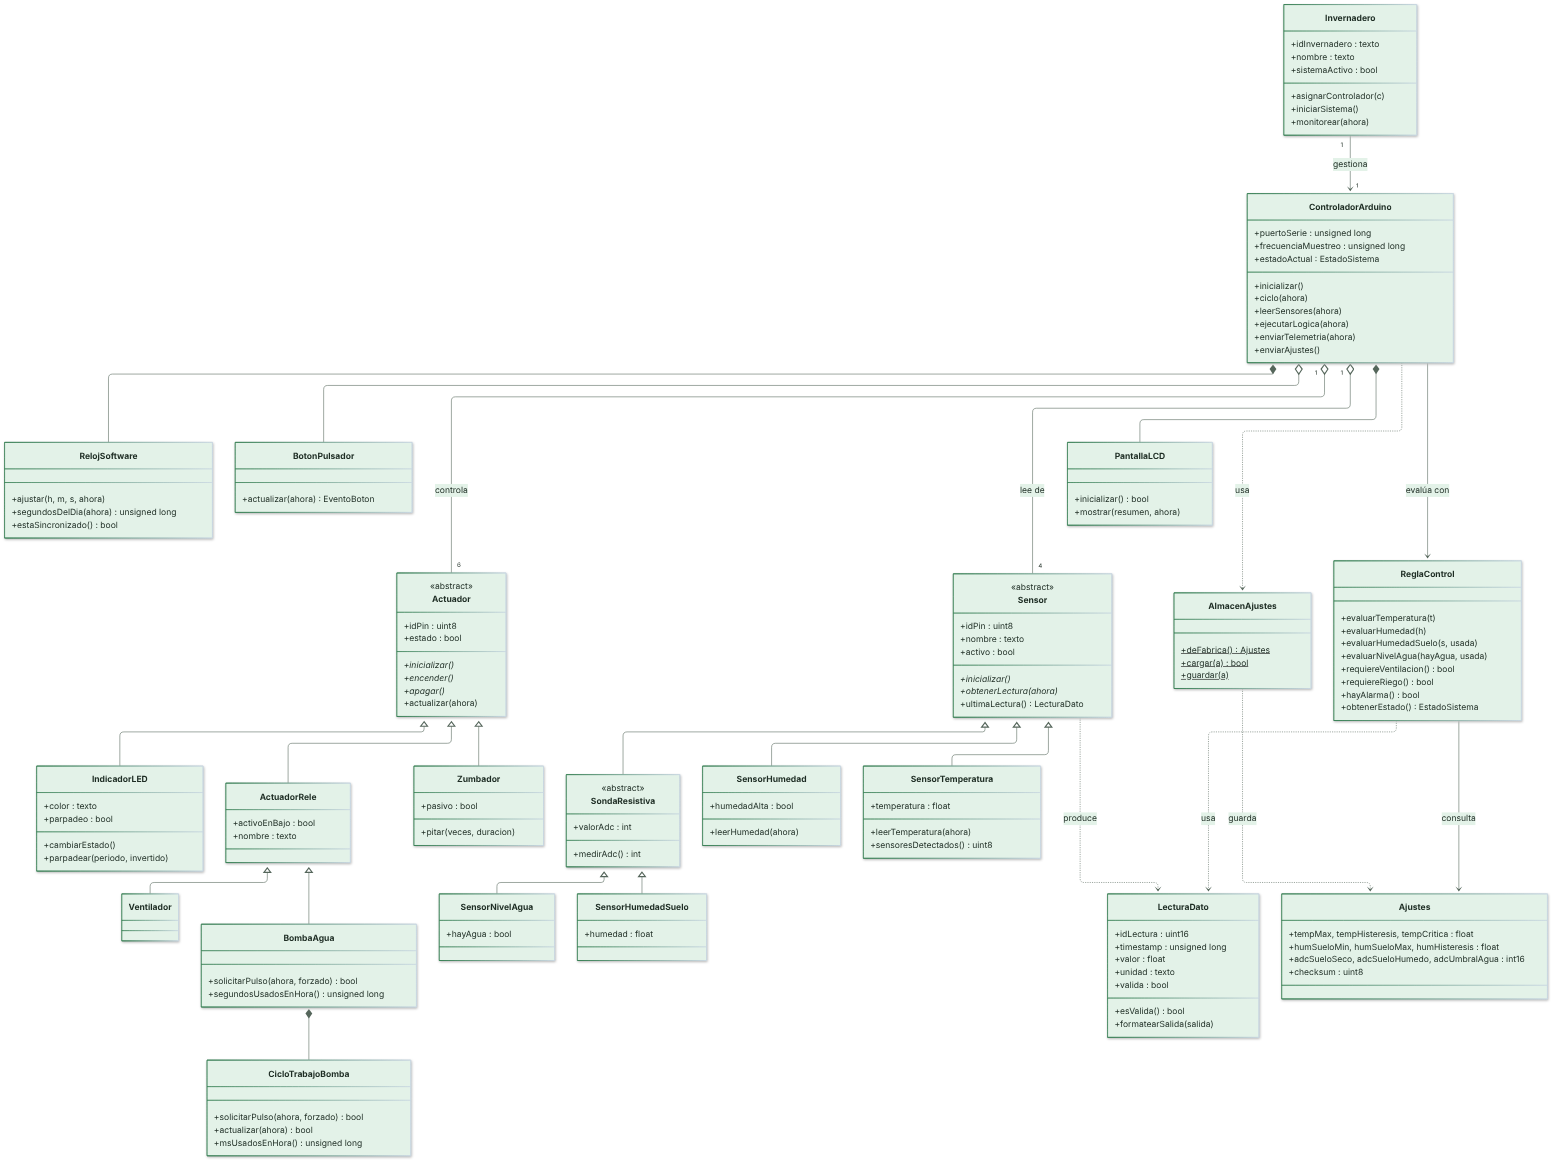 Invernadero
+idInvernadero : texto
+nombre : texto
+sistemaActivo : bool
+asignarControlador(c)
+iniciarSistema()
+monitorear(ahora)
1
gestiona
1
ControladorArduino
+puertoSerie : unsigned long
+frecuenciaMuestreo : unsigned long
+estadoActual : EstadoSistema
+inicializar()
+ciclo(ahora)
+leerSensores(ahora)
+ejecutarLogica(ahora)
+enviarTelemetria(ahora)
+enviarAjustes()
1
1
RelojSoftware
+ajustar(h, m, s, ahora)
+segundosDelDia(ahora) : unsigned long
+estaSincronizado() : bool
BotonPulsador
+actualizar(ahora) : EventoBoton
controla
lee de
PantallaLCD
+inicializar() : bool
+mostrar(resumen, ahora)
usa
evalúa con
6
4
«abstract»
Actuador
+idPin : uint8
+estado : bool
+inicializar()
+encender()
+apagar()
+actualizar(ahora)
«abstract»
Sensor
+idPin : uint8
+nombre : texto
+activo : bool
+inicializar()
+obtenerLectura(ahora)
+ultimaLectura() : LecturaDato
AlmacenAjustes
+deFabrica() : Ajustes
+cargar(a) : bool
+guardar(a)
ReglaControl
+evaluarTemperatura(t)
+evaluarHumedad(h)
+evaluarHumedadSuelo(s, usada)
+evaluarNivelAgua(hayAgua, usada)
+requiereVentilacion() : bool
+requiereRiego() : bool
+hayAlarma() : bool
+obtenerEstado() : EstadoSistema
IndicadorLED
+color : texto
+parpadeo : bool
+cambiarEstado()
+parpadear(periodo, invertido)
ActuadorRele
+activoEnBajo : bool
+nombre : texto
Zumbador
+pasivo : bool
+pitar(veces, duracion)
«abstract»
SondaResistiva
+valorAdc : int
+medirAdc() : int
SensorHumedad
+humedadAlta : bool
+leerHumedad(ahora)
SensorTemperatura
+temperatura : float
+leerTemperatura(ahora)
+sensoresDetectados() : uint8
produce
usa
guarda
consulta
Ventilador
BombaAgua
+solicitarPulso(ahora, forzado) : bool
+segundosUsadosEnHora() : unsigned long
SensorNivelAgua
+hayAgua : bool
SensorHumedadSuelo
+humedad : float
LecturaDato
+idLectura : uint16
+timestamp : unsigned long
+valor : float
+unidad : texto
+valida : bool
+esValida() : bool
+formatearSalida(salida)
Ajustes
+tempMax, tempHisteresis, tempCritica : float
+humSueloMin, humSueloMax, humHisteresis : float
+adcSueloSeco, adcSueloHumedo, adcUmbralAgua : int16
+checksum : uint8
CicloTrabajoBomba
+solicitarPulso(ahora, forzado) : bool
+actualizar(ahora) : bool
+msUsadosEnHora() : unsigned long